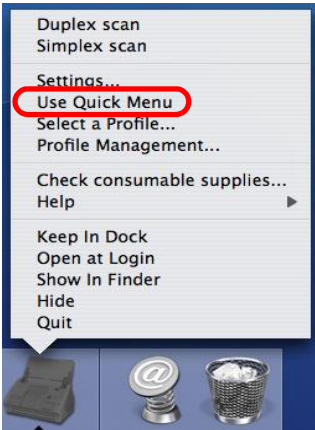 Duplex scan
Simplex scan
Settings...
Use Quick Menu
Select a Profile...
Profile Management...
Check consumable supplies...
Help
Keep In Dock
Open at Login
Show In Finder
Hide
Quit
@